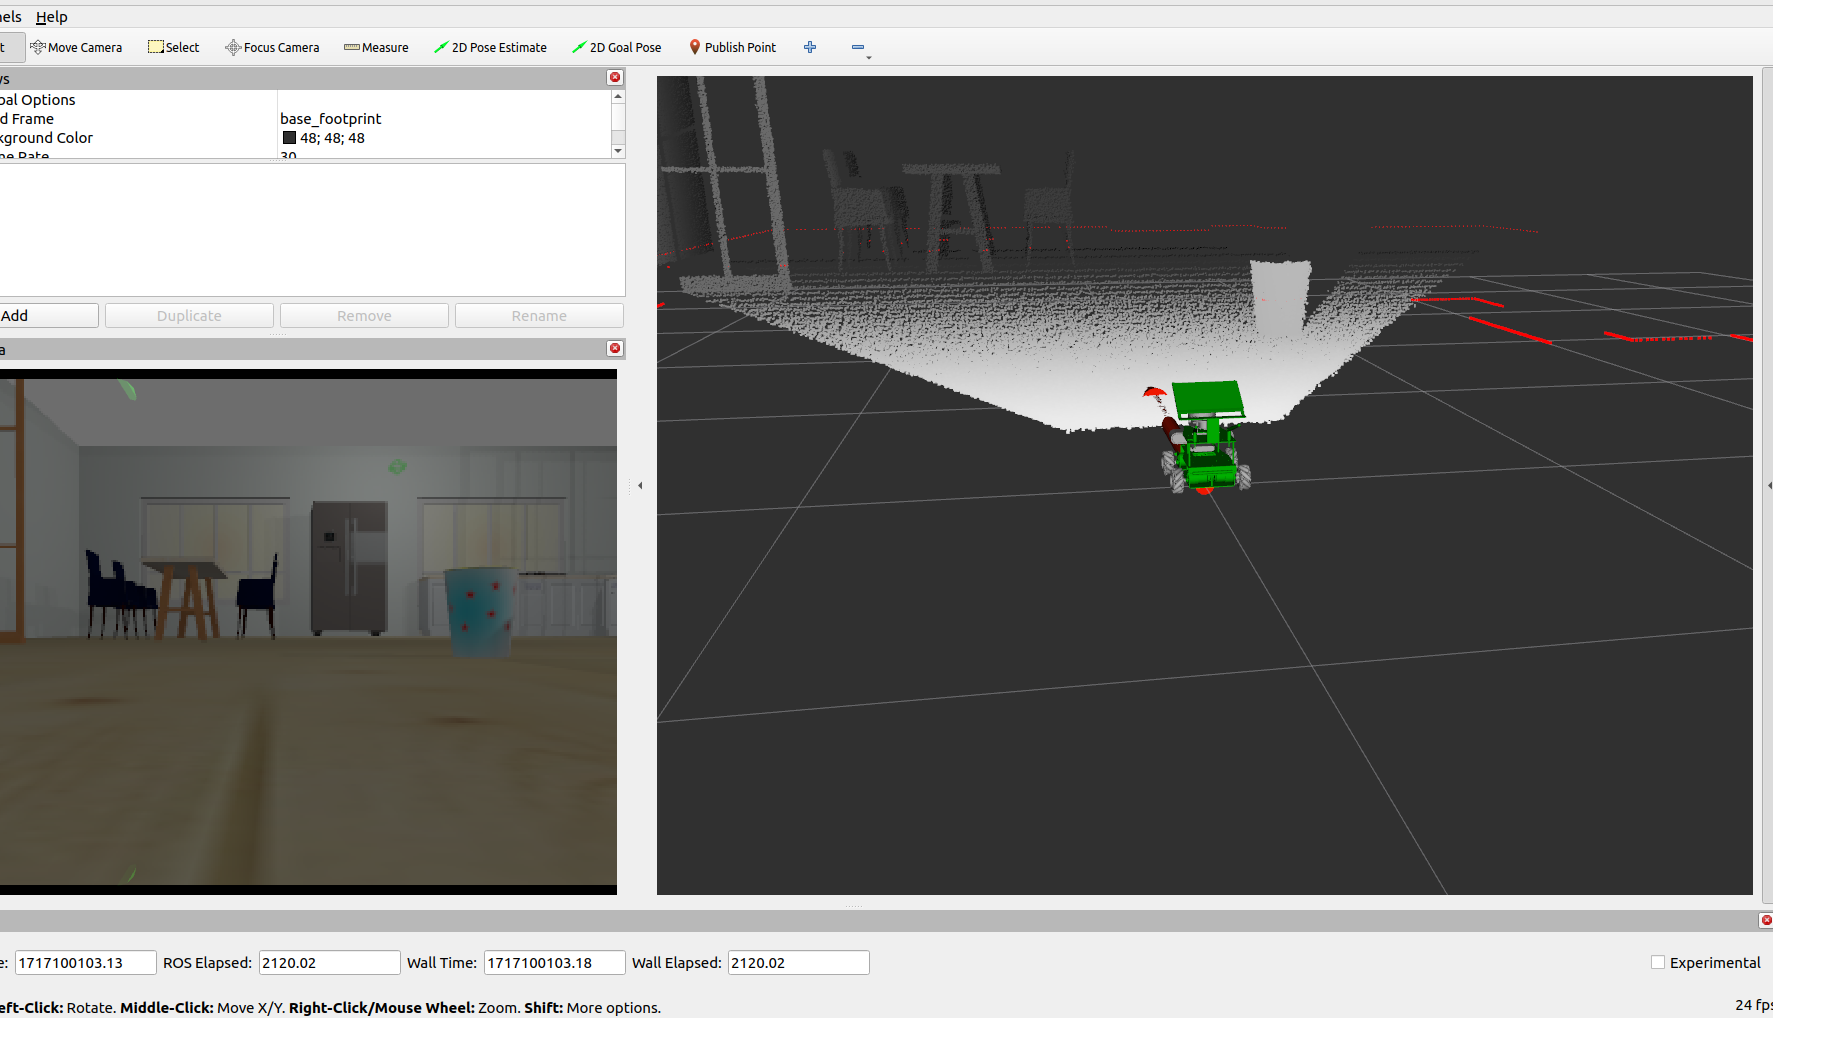 nels Help
t Move Camera Select Focus Camera Measure 2D Pose Estimate 2D Goal Pose Publish Point
ys
bal Options
d Frame base_footprint
kground Color 48; 48; 48
me Rate 30
Add Duplicate Remove Rename
a
e: 1717100103.13 ROS Elapsed: 2120.02 Wall Time: 1717100103.18 Wall Elapsed: 2120.02 Experimental
eft-Click: Rotate. Middle-Click: Move X/Y. Right-Click/Mouse Wheel: Zoom. Shift: More options. 24 fps